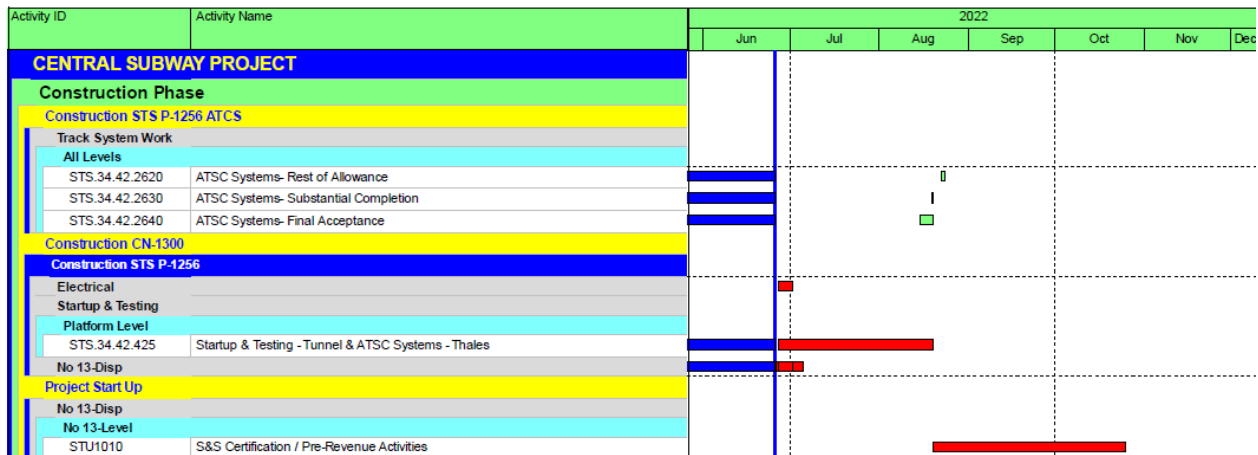 Activity ID Activity Name 2022
Jun Jul Aug Sep Oct Nov Dec
CENTRAL SUBWAY PROJECT
Construction Phase
Construction STS P-1256 ATCS
Track System Work
All Levels
STS.34.42.2620 ATSC Systems- Rest of Allowance
STS.34.42.2630 ATSC Systems- Substantial Completion
STS.34.42.2640 ATSC Systems- Final Acceptance
Construction CN-1300
Construction STS P-1256
Electrical
Startup & Testing
Platform Level
STS.34.42.425 Startup & Testing - Tunnel & ATSC Systems - Thales
No 13-Disp
Project Start Up
No 13-Disp
No 13-Level
STU1010 S&S Certification / Pre-Revenue Activities